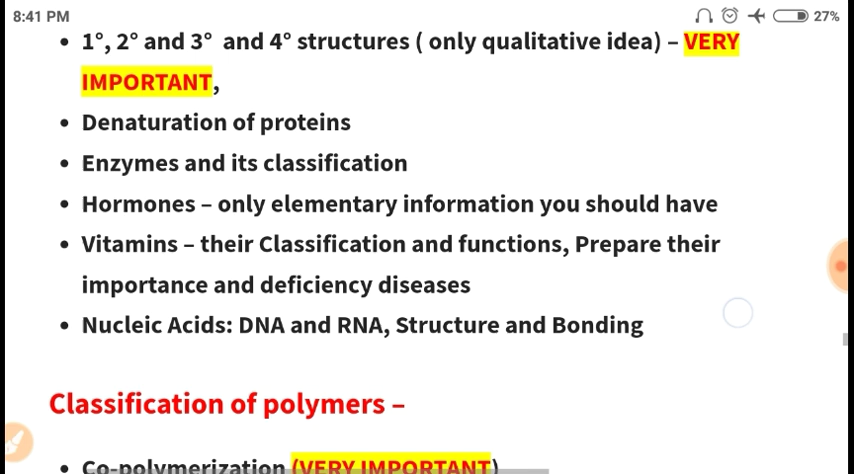 8:41 PM
27%
• 1°, 2° and 3° and 4° structures ( only qualitative idea) – VERY
IMPORTANT,
• Denaturation of proteins
• Enzymes and its classification
• Hormones – only elementary information you should have
• Vitamins – their Classification and functions, Prepare their
importance and deficiency diseases
• Nucleic Acids: DNA and RNA, Structure and Bonding
Classification of polymers –
• Co-polymerization (VERY IMPORTANT)